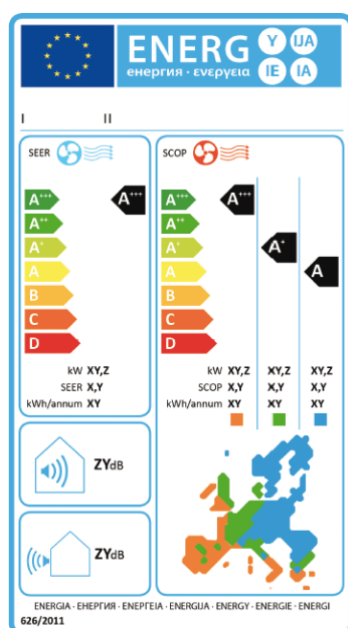 ENERG Y IJA IE IA
енергия · ενεργεια
I II
SEER
A+++ A+++
A++
A+
A
B
C
D
kW XY,Z
SEER X,Y
kWh/annum XY
SCOP
A+++ A+++
A++
A+ A+
A A
B
C
D
kW XY,Z XY,Z XY,Z
SCOP X,Y X,Y X,Y
kWh/annum XY XY XY
ZYdB
ZYdB
ENERGIA · ЕНЕРГИЯ · ΕΝΕΡΓΕΙΑ · ENERGIJA · ENERGY · ENERGIE · ENERGI
626/2011